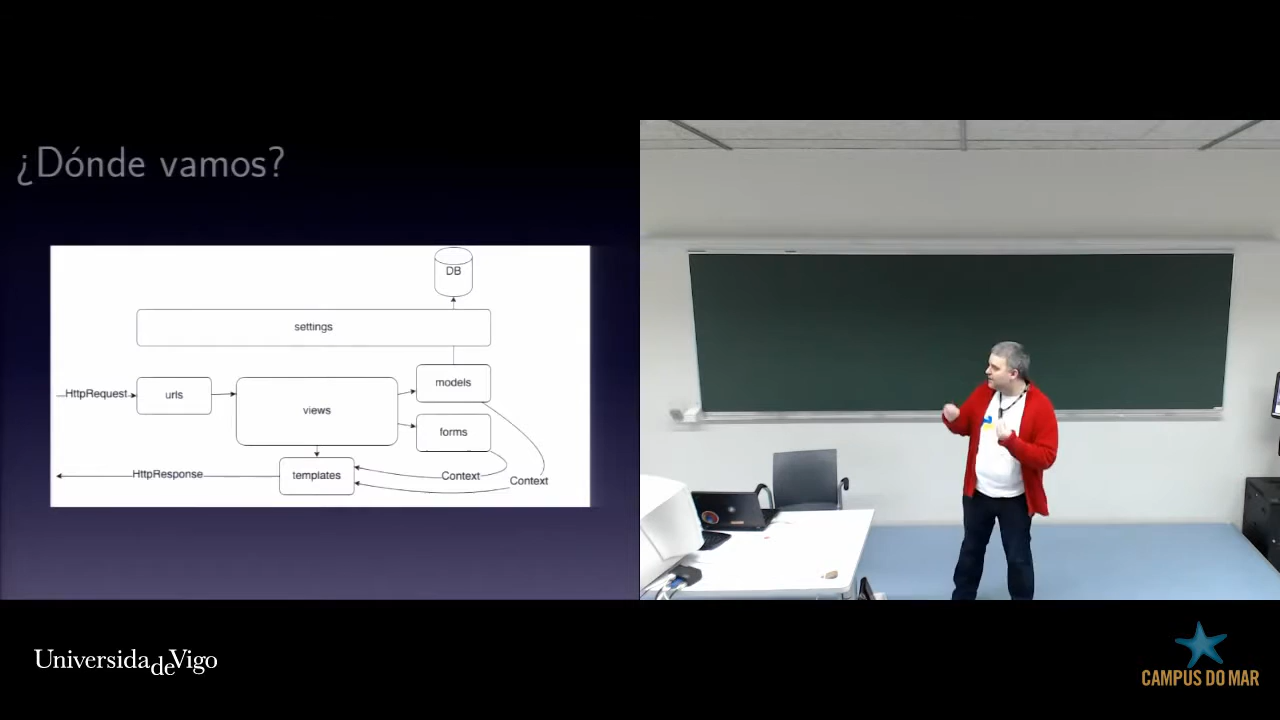 ¿Dónde vamos?
DB
settings
HttpRequest
urls
views
models
forms
templates
HttpResponse
Context
Context
UniversidadeVigo
CAMPUS DO MAR